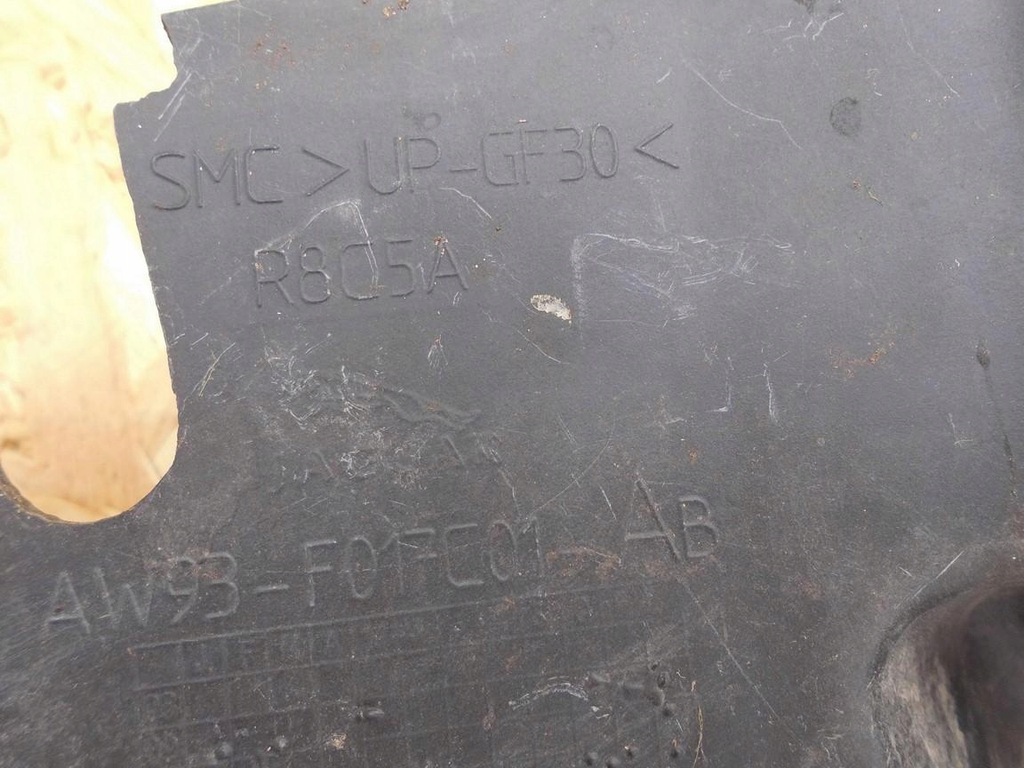 SMC >UP-GF30<
R8C5A
AW93-F01FC01-AB